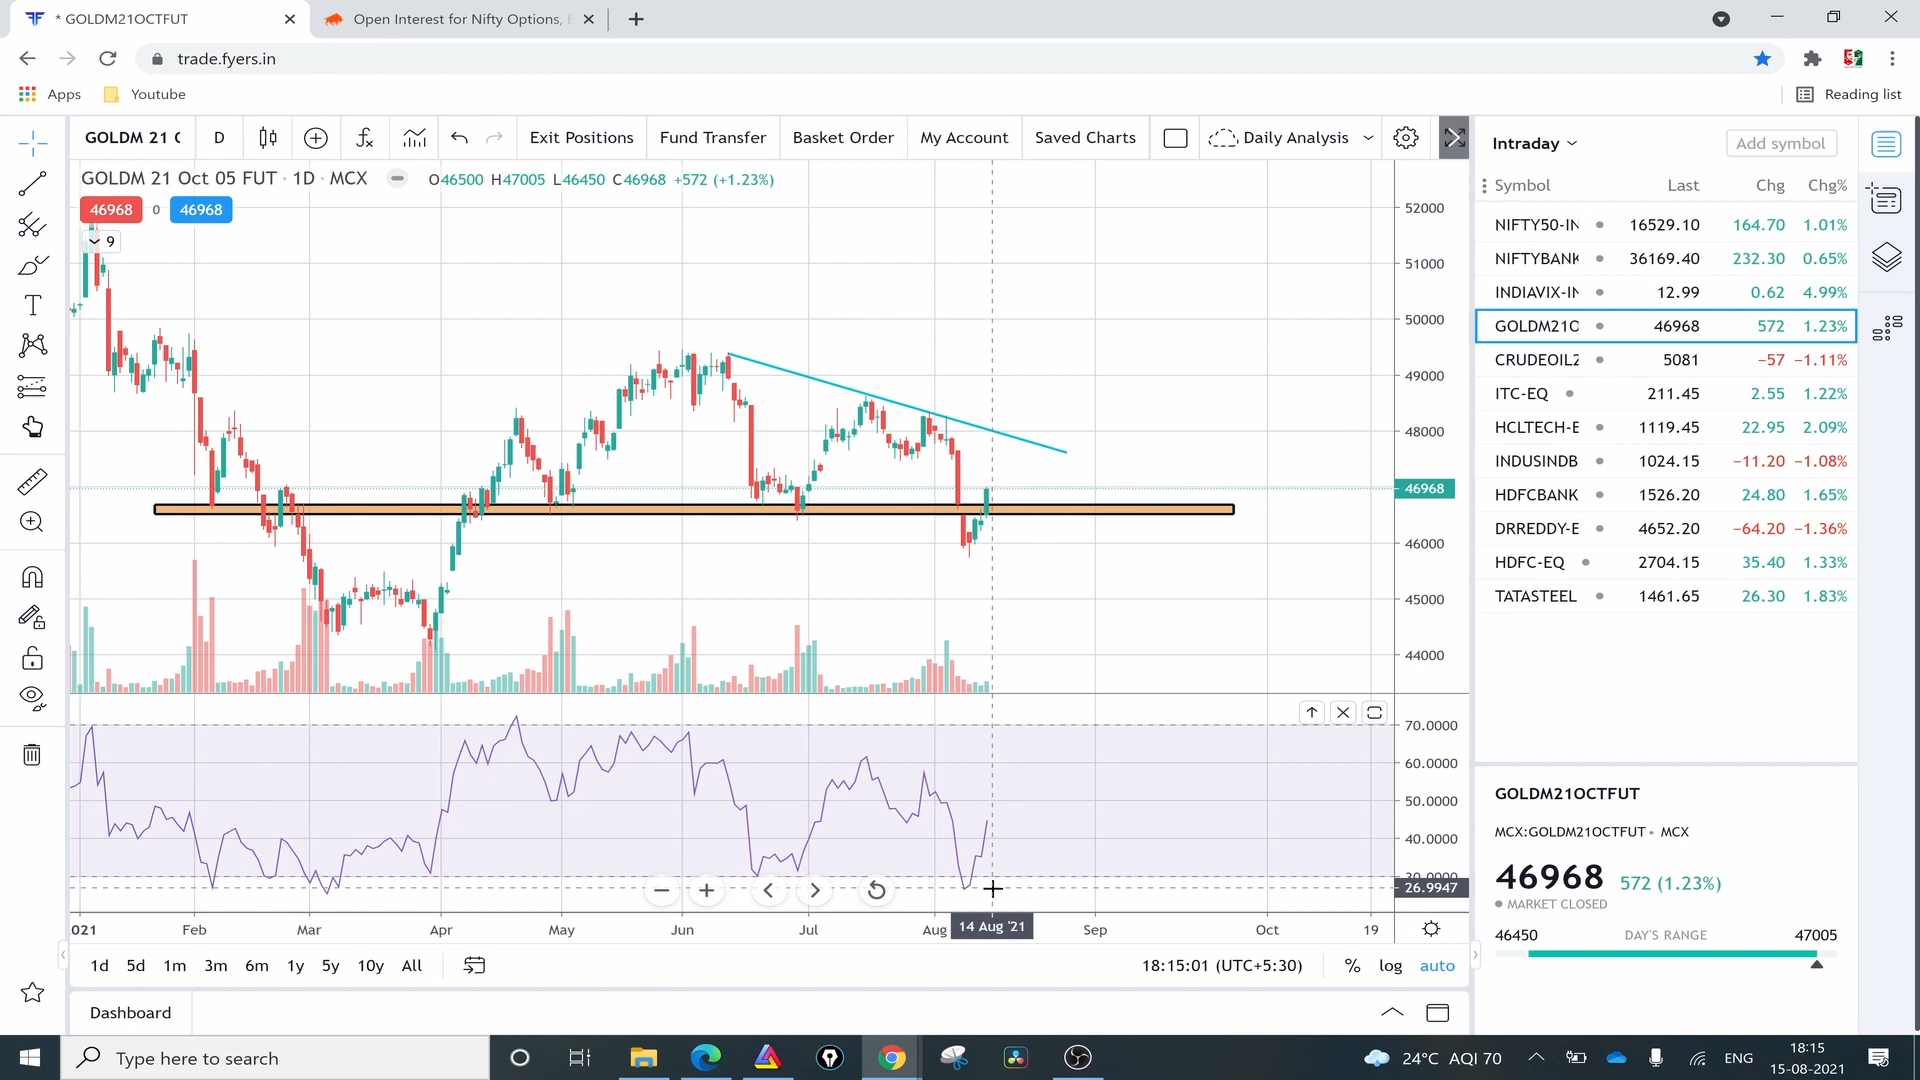 * GOLDM21OCTFUT
Open Interest for Nifty Options,
trade.fyers.in
Apps
Youtube
Reading list
GOLDM 21 O
D
Exit Positions
Fund Transfer
Basket Order
My Account
Saved Charts
Daily Analysis
GOLDM 21 Oct 05 FUT · 1D · MCX
O46500 H47005 L46450 C46968 +572 (+1.23%)
46968 0 46968
9
52000
51000
50000
49000
48000
46968
46000
45000
44000
70.0000
60.0000
50.0000
40.0000
30.0000
26.9947
2021 Feb Mar Apr May Jun Jul Aug 14 Aug '21 Sep Oct 19
1d 5d 1m 3m 6m 1y 5y 10y All
18:15:01 (UTC+5:30)
% log auto
Dashboard
Intraday
Add symbol
Symbol Last Chg Chg%
NIFTY50-IN 16529.10 164.70 1.01%
NIFTYBANK 36169.40 232.30 0.65%
INDIAVIX-IN 12.99 0.62 4.99%
GOLDM21O 46968 572 1.23%
CRUDEOIL2 5081 −57 −1.11%
ITC-EQ 211.45 2.55 1.22%
HCLTECH-E 1119.45 22.95 2.09%
INDUSINDB 1024.15 −11.20 −1.08%
HDFCBANK 1526.20 24.80 1.65%
DRREDDY-E 4652.20 −64.20 −1.36%
HDFC-EQ 2704.15 35.40 1.33%
TATASTEEL 1461.65 26.30 1.83%
GOLDM21OCTFUT
MCX:GOLDM21OCTFUT • MCX
46968 572 (1.23%)
MARKET CLOSED
46450 DAY'S RANGE 47005
Type here to search
24°C AQI 70
ENG
18:15
15-08-2021